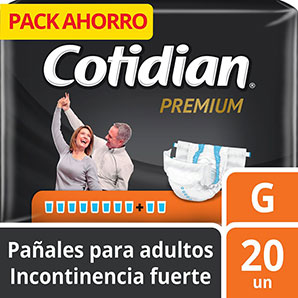 PACK AHORRO
Cotidian®
PREMIUM
+
G
Pañales para adultos
Incontinencia fuerte
20
un